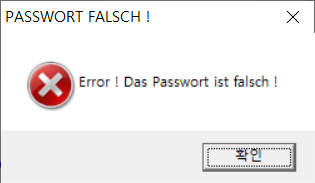 PASSWORT FALSCH !
Error ! Das Passwort ist falsch !
확인